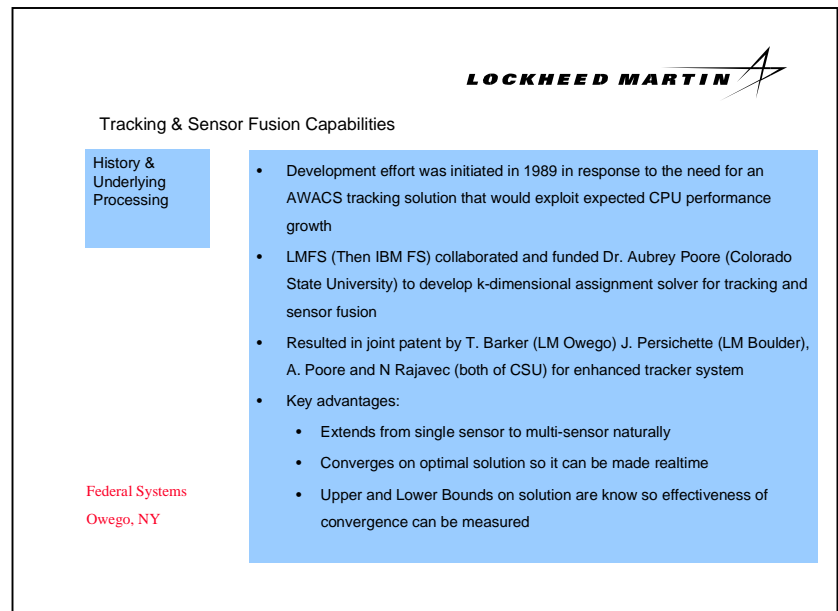 LOCKHEED MARTIN
Tracking & Sensor Fusion Capabilities
History &
Underlying
Processing
• Development effort was initiated in 1989 in response to the need for an
AWACS tracking solution that would exploit expected CPU performance
growth
• LMFS (Then IBM FS) collaborated and funded Dr. Aubrey Poore (Colorado
State University) to develop k-dimensional assignment solver for tracking and
sensor fusion
• Resulted in joint patent by T. Barker (LM Owego) J. Persichette (LM Boulder),
A. Poore and N Rajavec (both of CSU) for enhanced tracker system
• Key advantages:
• Extends from single sensor to multi-sensor naturally
• Converges on optimal solution so it can be made realtime
• Upper and Lower Bounds on solution are know so effectiveness of
convergence can be measured
Federal Systems
Owego, NY